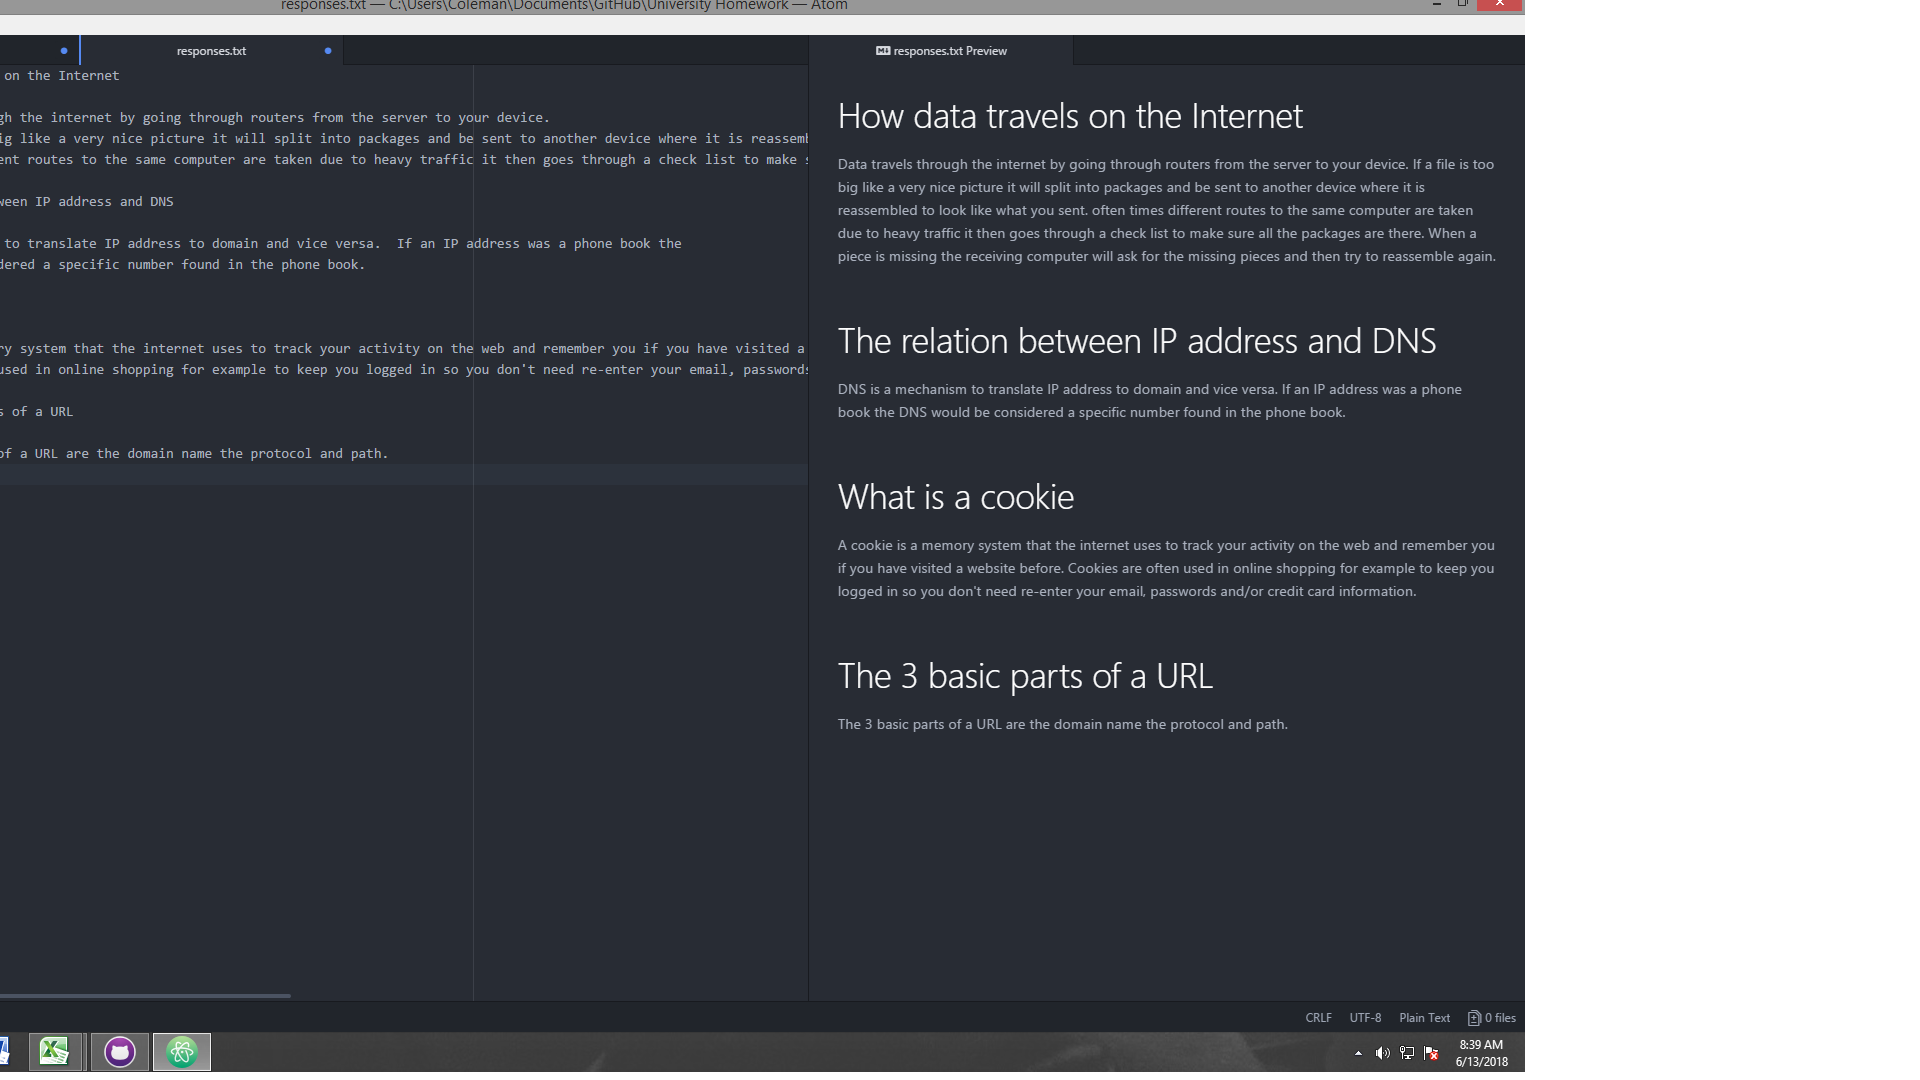 responses.txt — C:\Users\Coleman\Documents\GitHub\University Homework — Atom
responses.txt
on the Internet
gh the internet by going through routers from the server to your device.
ig like a very nice picture it will split into packages and be sent to another device where it is reassemb
ent routes to the same computer are taken due to heavy traffic it then goes through a check list to make s
ween IP address and DNS
to translate IP address to domain and vice versa.  If an IP address was a phone book the
dered a specific number found in the phone book.
ry system that the internet uses to track your activity on the web and remember you if you have visited a
used in online shopping for example to keep you logged in so you don't need re-enter your email, passwords
s of a URL
of a URL are the domain name the protocol and path.
responses.txt Preview
How data travels on the Internet
Data travels through the internet by going through routers from the server to your device. If a file is too
big like a very nice picture it will split into packages and be sent to another device where it is
reassembled to look like what you sent. often times different routes to the same computer are taken
due to heavy traffic it then goes through a check list to make sure all the packages are there. When a
piece is missing the receiving computer will ask for the missing pieces and then try to reassemble again.
The relation between IP address and DNS
DNS is a mechanism to translate IP address to domain and vice versa. If an IP address was a phone
book the DNS would be considered a specific number found in the phone book.
What is a cookie
A cookie is a memory system that the internet uses to track your activity on the web and remember you
if you have visited a website before. Cookies are often used in online shopping for example to keep you
logged in so you don't need re-enter your email, passwords and/or credit card information.
The 3 basic parts of a URL
The 3 basic parts of a URL are the domain name the protocol and path.
CRLF UTF-8 Plain Text 0 files
8:39 AM
6/13/2018